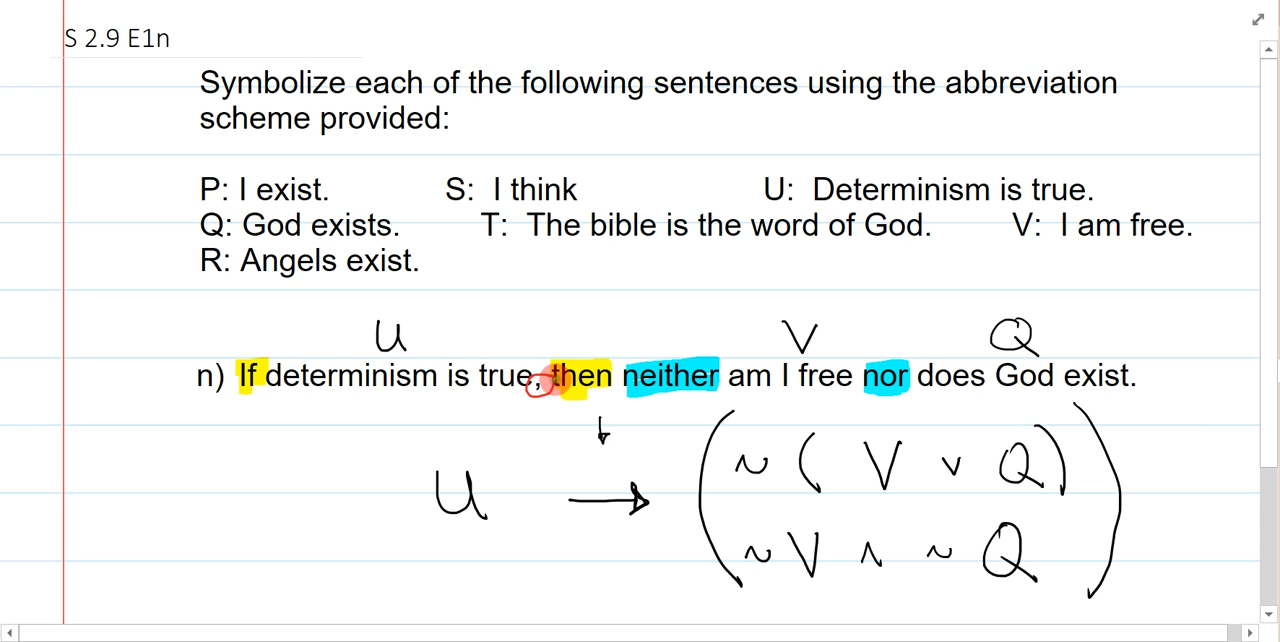 S 2.9 E1n
Symbolize each of the following sentences using the abbreviation
scheme provided:
P: I exist. S: I think U: Determinism is true.
Q: God exists. T: The bible is the word of God. V: I am free.
R: Angels exist.
U V Q
n) If determinism is true, then neither am I free nor does God exist.
U → ( ~ ( V ∨ Q )
~ V ∧ ~ Q )